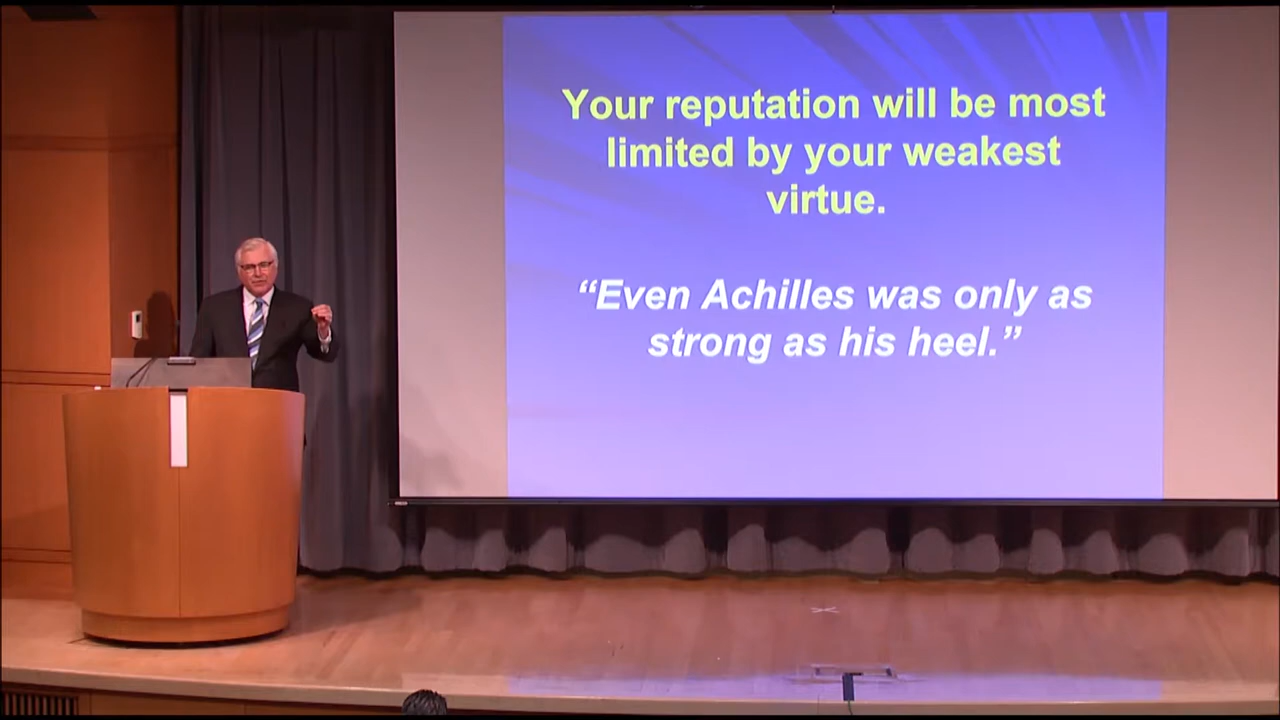 Your reputation will be most
limited by your weakest
virtue.
“Even Achilles was only as
strong as his heel.”